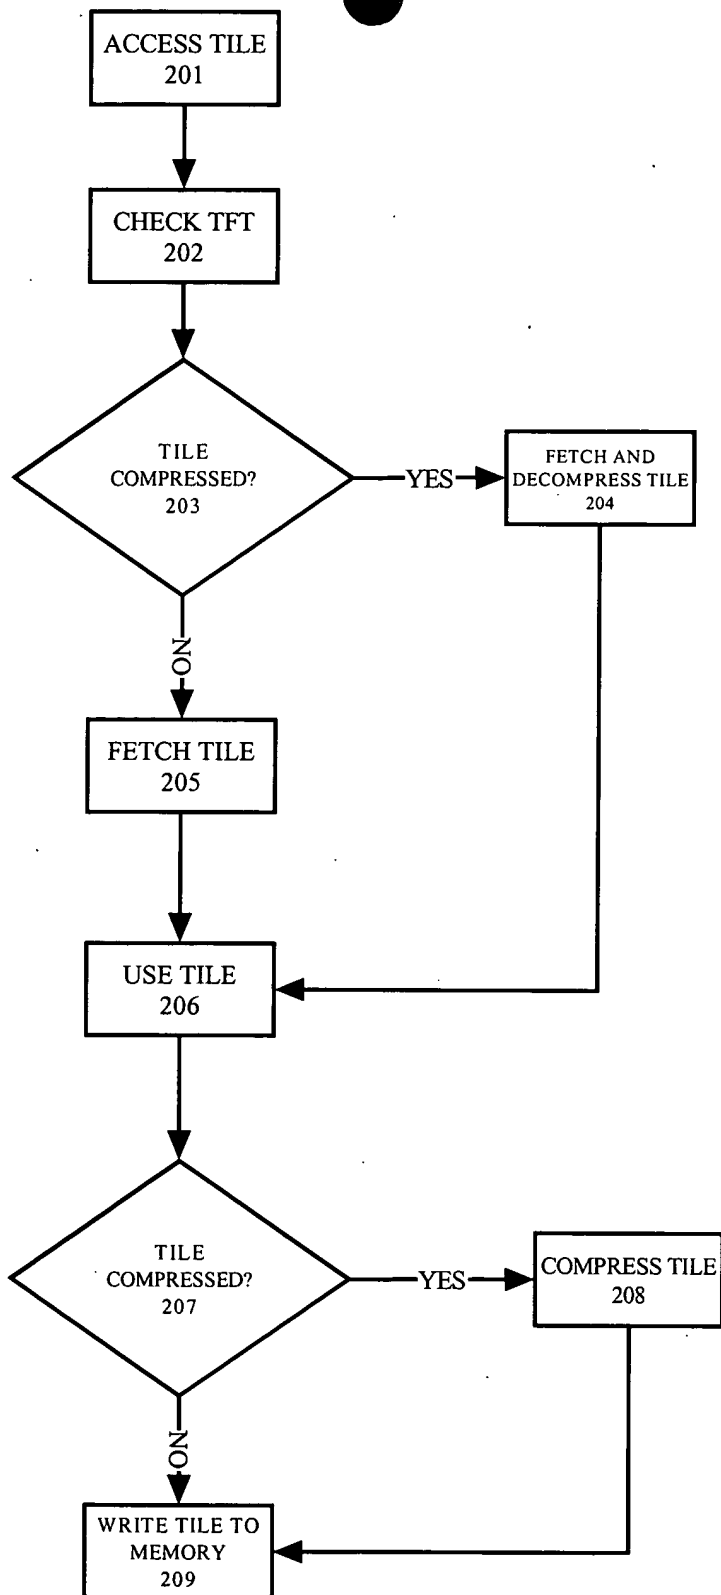 ACCESS TILE
201
CHECK TFT
202
TILE
COMPRESSED?
203
YES
FETCH AND
DECOMPRESS TILE
204
NO
FETCH TILE
205
USE TILE
206
TILE
COMPRESSED?
207
YES
COMPRESS TILE
208
NO
WRITE TILE TO
MEMORY
209